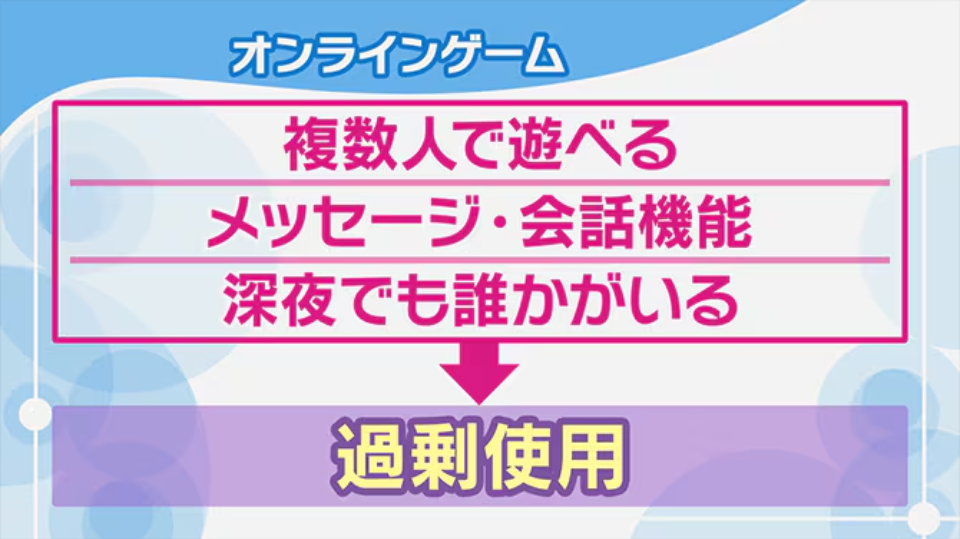 オンラインゲーム
複数人で遊べる
メッセージ・会話機能
深夜でも誰かがいる
過剰使用